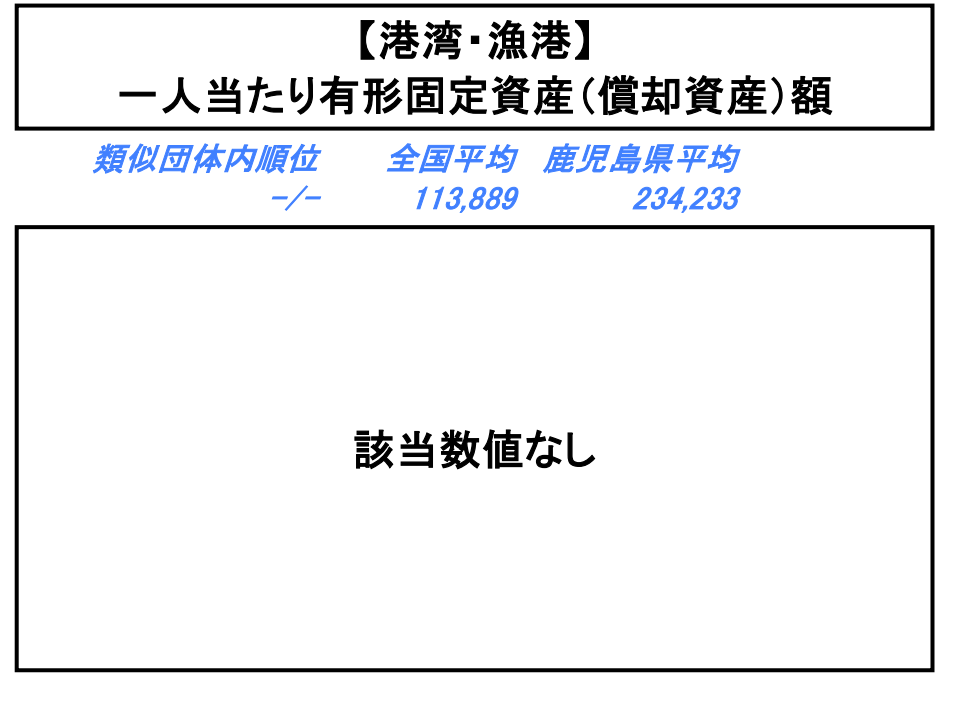 【港湾・漁港】
一人当たり有形固定資産（償却資産）額
類似団体内順位 全国平均 鹿児島県平均
-/- 113,889 234,233
該当数値なし